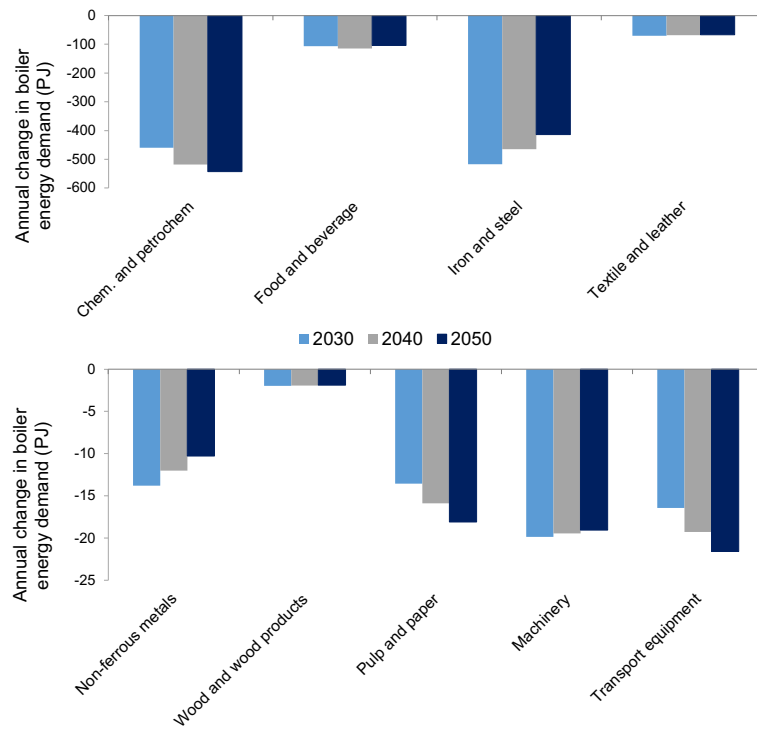 Annual change in boiler
energy demand (PJ)
0
-100
-200
-300
-400
-500
-600
Chem. and petrochem
Food and beverage
Iron and steel
Textile and leather
2030 2040 2050
Annual change in boiler
energy demand (PJ)
0
-5
-10
-15
-20
-25
Non-ferrous metals
Wood and wood products
Pulp and paper
Machinery
Transport equipment